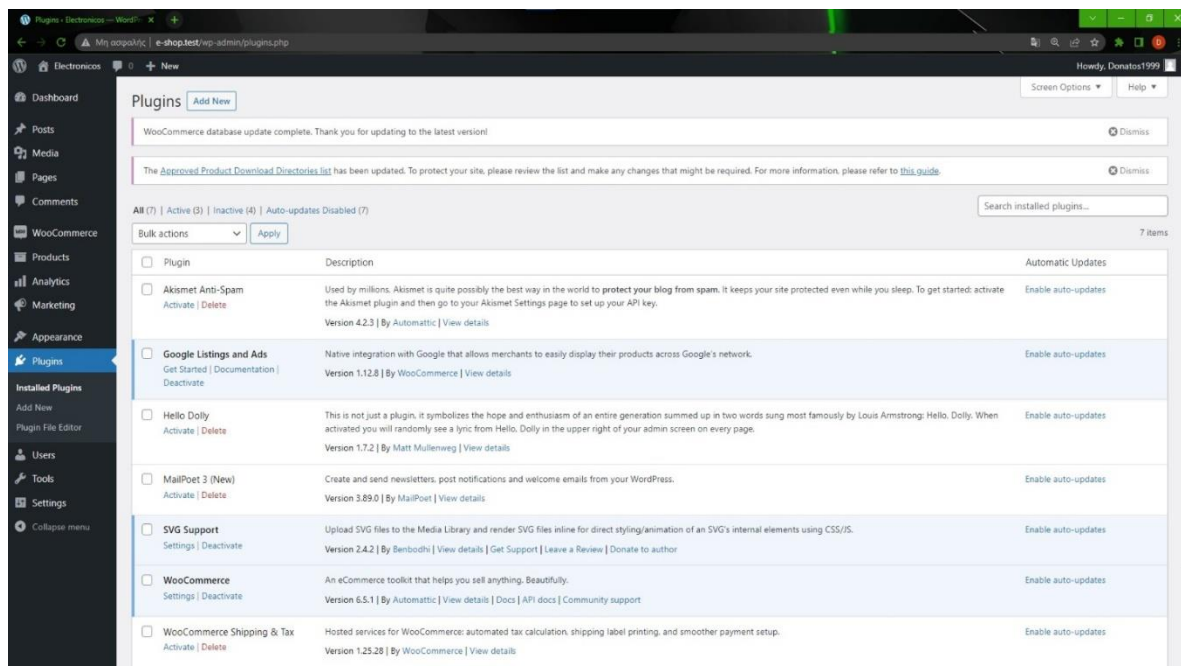 Plugins ‹ Electronicos — WordPr
Μη ασφαλής | e-shop.test/wp-admin/plugins.php
D
Electronicos 0 + New Howdy, Donatos1999
Screen Options ▼ Help ▼
Dashboard
Posts
Media
Pages
Comments
WooCommerce
Products
Analytics
Marketing
Appearance
Plugins
Installed Plugins
Add New
Plugin File Editor
Users
Tools
Settings
Collapse menu
Plugins Add New
WooCommerce database update complete. Thank you for updating to the latest version! Dismiss
The Approved Product Download Directories list has been updated. To protect your site, please review the list and make any changes that might be required. For more information, please refer to this guide. Dismiss
All (7) | Active (3) | Inactive (4) | Auto-updates Disabled (7)
Search installed plugins...
Bulk actions Apply 7 items
Plugin Description Automatic Updates
Akismet Anti-Spam Used by millions, Akismet is quite possibly the best way in the world to protect your blog from spam. It keeps your site protected even while you sleep. To get started: activate Enable auto-updates
Activate | Delete the Akismet plugin and then go to your Akismet Settings page to set up your API key.
Version 4.2.3 | By Automattic | View details
Google Listings and Ads Native integration with Google that allows merchants to easily display their products across Google's network. Enable auto-updates
Get Started | Documentation |
Deactivate Version 1.12.8 | By WooCommerce | View details
Hello Dolly This is not just a plugin, it symbolizes the hope and enthusiasm of an entire generation summed up in two words sung most famously by Louis Armstrong: Hello, Dolly. When Enable auto-updates
Activate | Delete activated you will randomly see a lyric from Hello, Dolly in the upper right of your admin screen on every page.
Version 1.7.2 | By Matt Mullenweg | View details
MailPoet 3 (New) Create and send newsletters, post notifications and welcome emails from your WordPress. Enable auto-updates
Activate | Delete Version 3.89.0 | By MailPoet | View details
SVG Support Upload SVG files to the Media Library and render SVG files inline for direct styling/animation of an SVG's internal elements using CSS/JS. Enable auto-updates
Settings | Deactivate Version 2.4.2 | By Benbodhi | View details | Get Support | Leave a Review | Donate to author
WooCommerce An eCommerce toolkit that helps you sell anything. Beautifully. Enable auto-updates
Settings | Deactivate Version 6.5.1 | By Automattic | View details | Docs | API docs | Community support
WooCommerce Shipping & Tax Hosted services for WooCommerce: automated tax calculation, shipping label printing, and smoother payment setup. Enable auto-updates
Activate | Delete Version 1.25.28 | By WooCommerce | View details